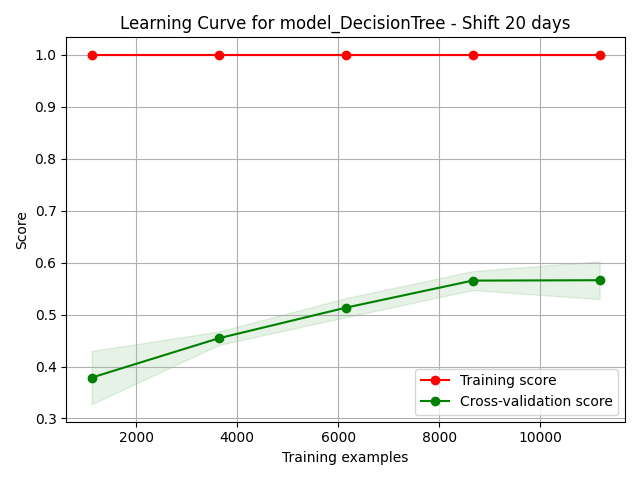 Learning Curve for model_DecisionTree - Shift 20 days
1.0
0.9
0.8
0.7
0.6
0.5
0.4
0.3
Score
2000 4000 6000 8000 10000
Training examples
Training score
Cross-validation score